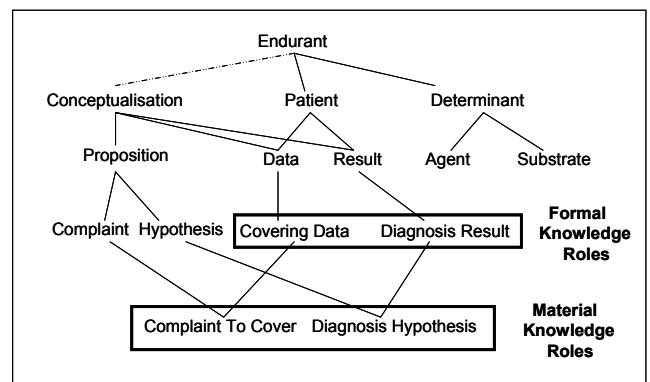 Endurant
Conceptualisation Patient Determinant
Proposition Data Result Agent Substrate
Complaint Hypothesis Covering Data Diagnosis Result
Formal
Knowledge
Roles
Complaint To Cover Diagnosis Hypothesis
Material
Knowledge
Roles